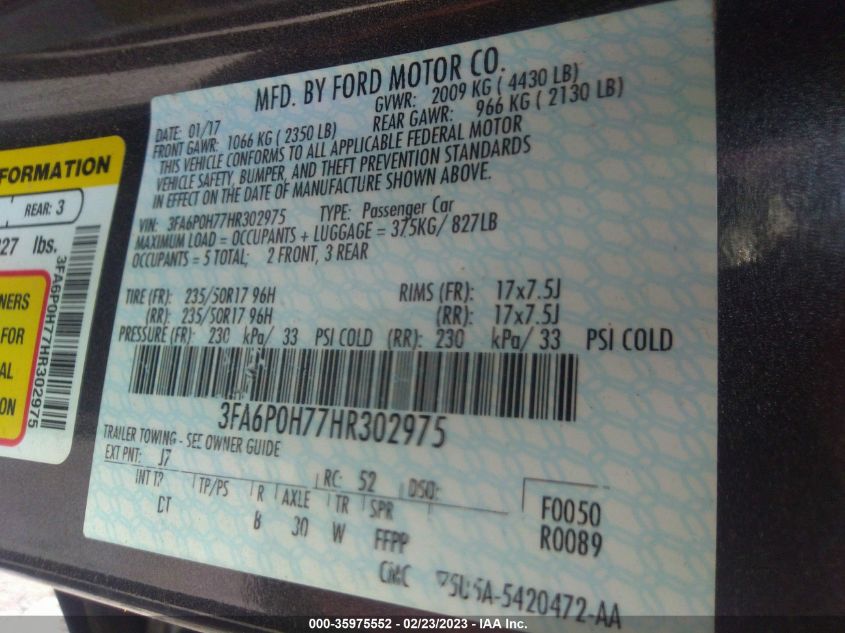 MFD. BY FORD MOTOR CO.
DATE: 01/17 GVWR: 2009 KG ( 4430 LB)
FRONT GAWR: 1066 KG ( 2350 LB) REAR GAWR: 966 KG ( 2130 LB)
THIS VEHICLE CONFORMS TO ALL APPLICABLE FEDERAL MOTOR
VEHICLE SAFETY, BUMPER, AND THEFT PREVENTION STANDARDS
IN EFFECT ON THE DATE OF MANUFACTURE SHOWN ABOVE.
VIN: 3FA6P0H77HR302975 TYPE: Passenger Car
MAXIMUM LOAD = OCCUPANTS + LUGGAGE = 375KG/ 827LB
OCCUPANTS = 5 TOTAL; 2 FRONT, 3 REAR
TIRE (FR): 235/50R17 96H RIMS (FR): 17x7.5J
(RR): 235/50R17 96H (RR): 17x7.5J
PRESSURE (FR): 230 kPa/ 33 PSI COLD (RR): 230 kPa/ 33 PSI COLD
3FA6P0H77HR302975
TRAILER TOWING - SEE OWNER GUIDE
EXT PNT: J7 RC: 52 DSO:
INT TR TP/PS R AXLE TR SPR F0050
DT B 30 W FFPP R0089
5420472-AA
FORMATION
REAR: 3
27 lbs.
3FA6P0H77HR302975
NERS
FOR
AL
ON
000-35975552 - 02/23/2023 - IAA Inc.